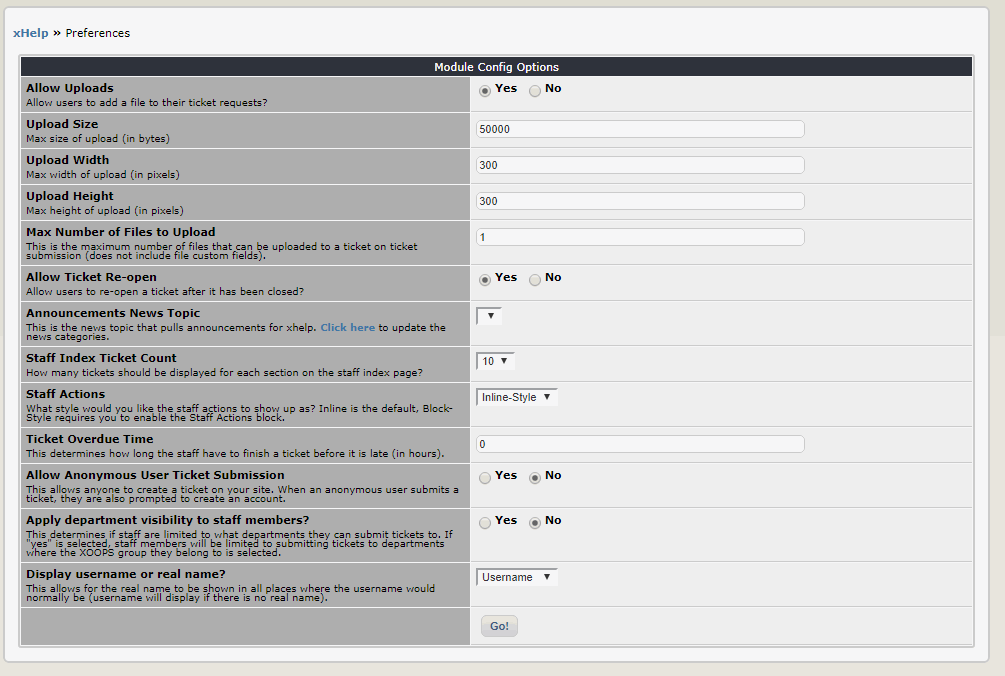 xHelp » Preferences
Module Config Options
Allow Uploads
Allow users to add a file to their ticket requests?
Yes No
Upload Size
Max size of upload (in bytes)
50000
Upload Width
Max width of upload (in pixels)
300
Upload Height
Max height of upload (in pixels)
300
Max Number of Files to Upload
This is the maximum number of files that can be uploaded to a ticket on ticket
submission (does not include file custom fields).
1
Allow Ticket Re-open
Allow users to re-open a ticket after it has been closed?
Yes No
Announcements News Topic
This is the news topic that pulls announcements for xhelp. Click here to update the
news categories.
Staff Index Ticket Count
How many tickets should be displayed for each section on the staff index page?
10
Staff Actions
What style would you like the staff actions to show up as? Inline is the default, Block-
Style requires you to enable the Staff Actions block.
Inline-Style
Ticket Overdue Time
This determines how long the staff have to finish a ticket before it is late (in hours).
0
Allow Anonymous User Ticket Submission
This allows anyone to create a ticket on your site. When an anonymous user submits a
ticket, they are also prompted to create an account.
Yes No
Apply department visibility to staff members?
This determines if staff are limited to what departments they can submit tickets to. If
"yes" is selected, staff members will be limited to submitting tickets to departments
where the XOOPS group they belong to is selected.
Yes No
Display username or real name?
This allows for the real name to be shown in all places where the username would
normally be (username will display if there is no real name).
Username
Go!